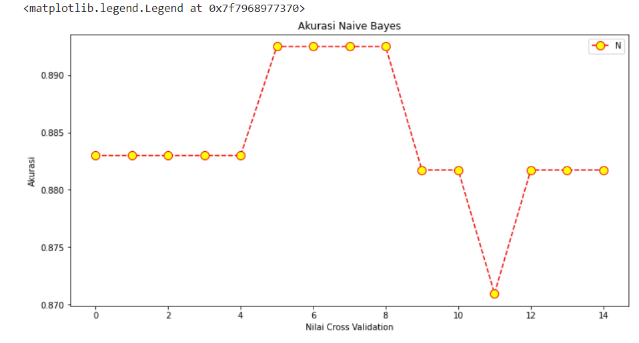 <matplotlib.legend.Legend at 0x7f7968977370>
Akurasi Naive Bayes
N
0.890
0.885
0.880
0.875
0.870
Akurasi
0 2 4 6 8 10 12 14
Nilai Cross Validation